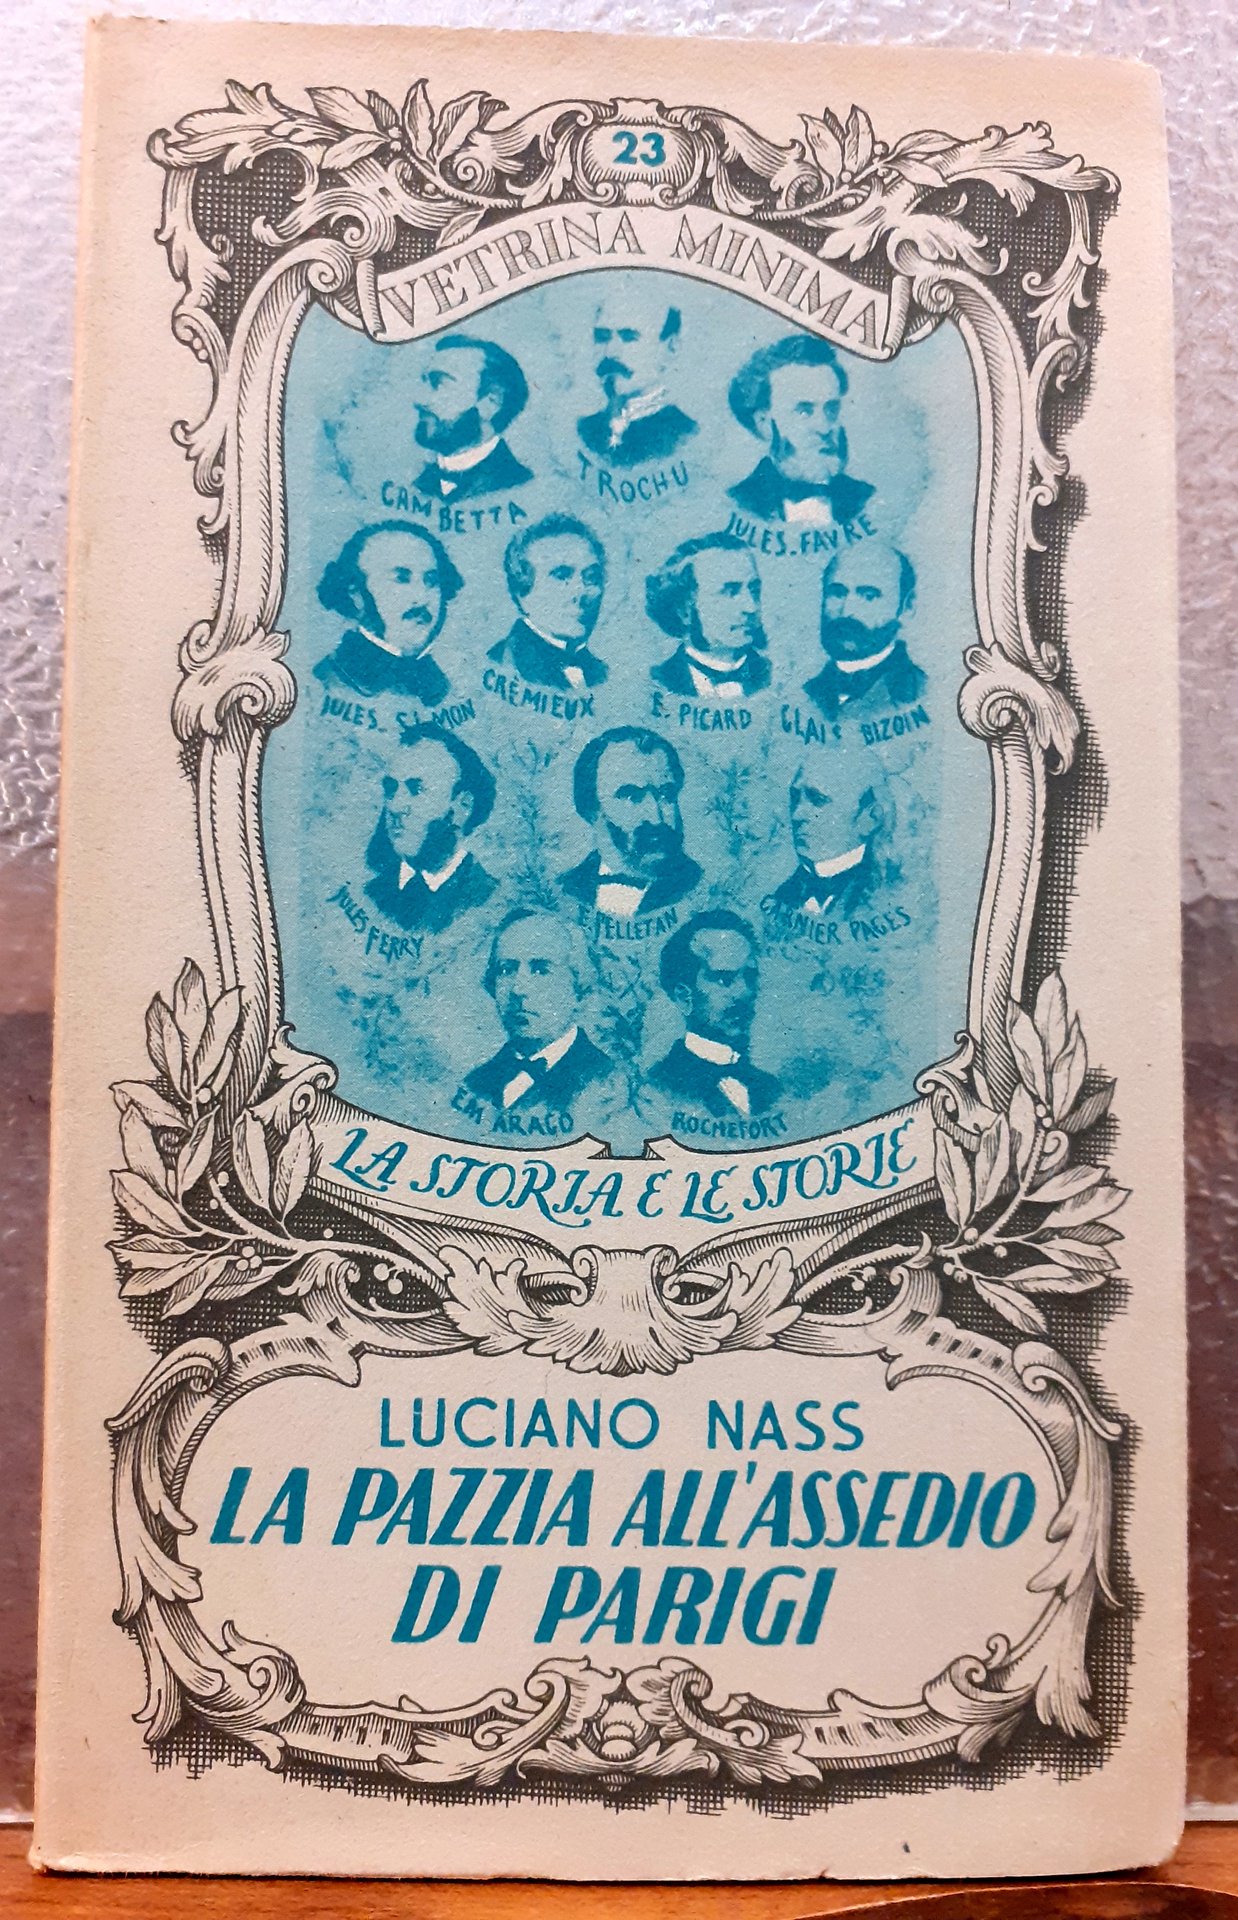 23
VETRINA MINIMA
GAMBETTA
TROCHU
JULES. FAVRE
JULES. SIMON
CRÈMIEUX
E. PICARD
GLAIS BIZOIN
JULES FERRY
E. PELLETAN
GARNIER PAGES
EM ARAGO
ROCHEFORT
LA STORIA E LE STORIE
LUCIANO NASS
LA PAZZIA ALL'ASSEDIO
DI PARIGI